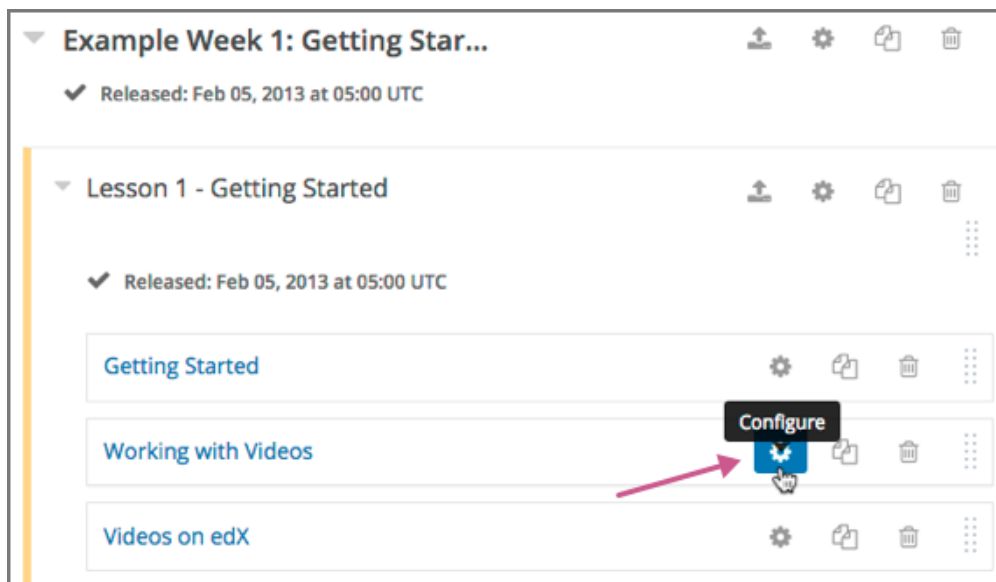 Example Week 1: Getting Star...
Released: Feb 05, 2013 at 05:00 UTC
Lesson 1 - Getting Started
Released: Feb 05, 2013 at 05:00 UTC
Getting Started
Configure
Working with Videos
Videos on edX